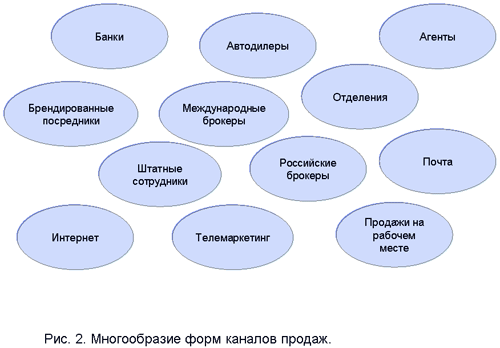 Банки
Автодилеры
Агенты
Брендированные
посредники
Международные
брокеры
Отделения
Штатные
сотрудники
Российские
брокеры
Почта
Интернет
Телемаркетинг
Продажи на
рабочем
месте
Рис. 2. Многообразие форм каналов продаж.